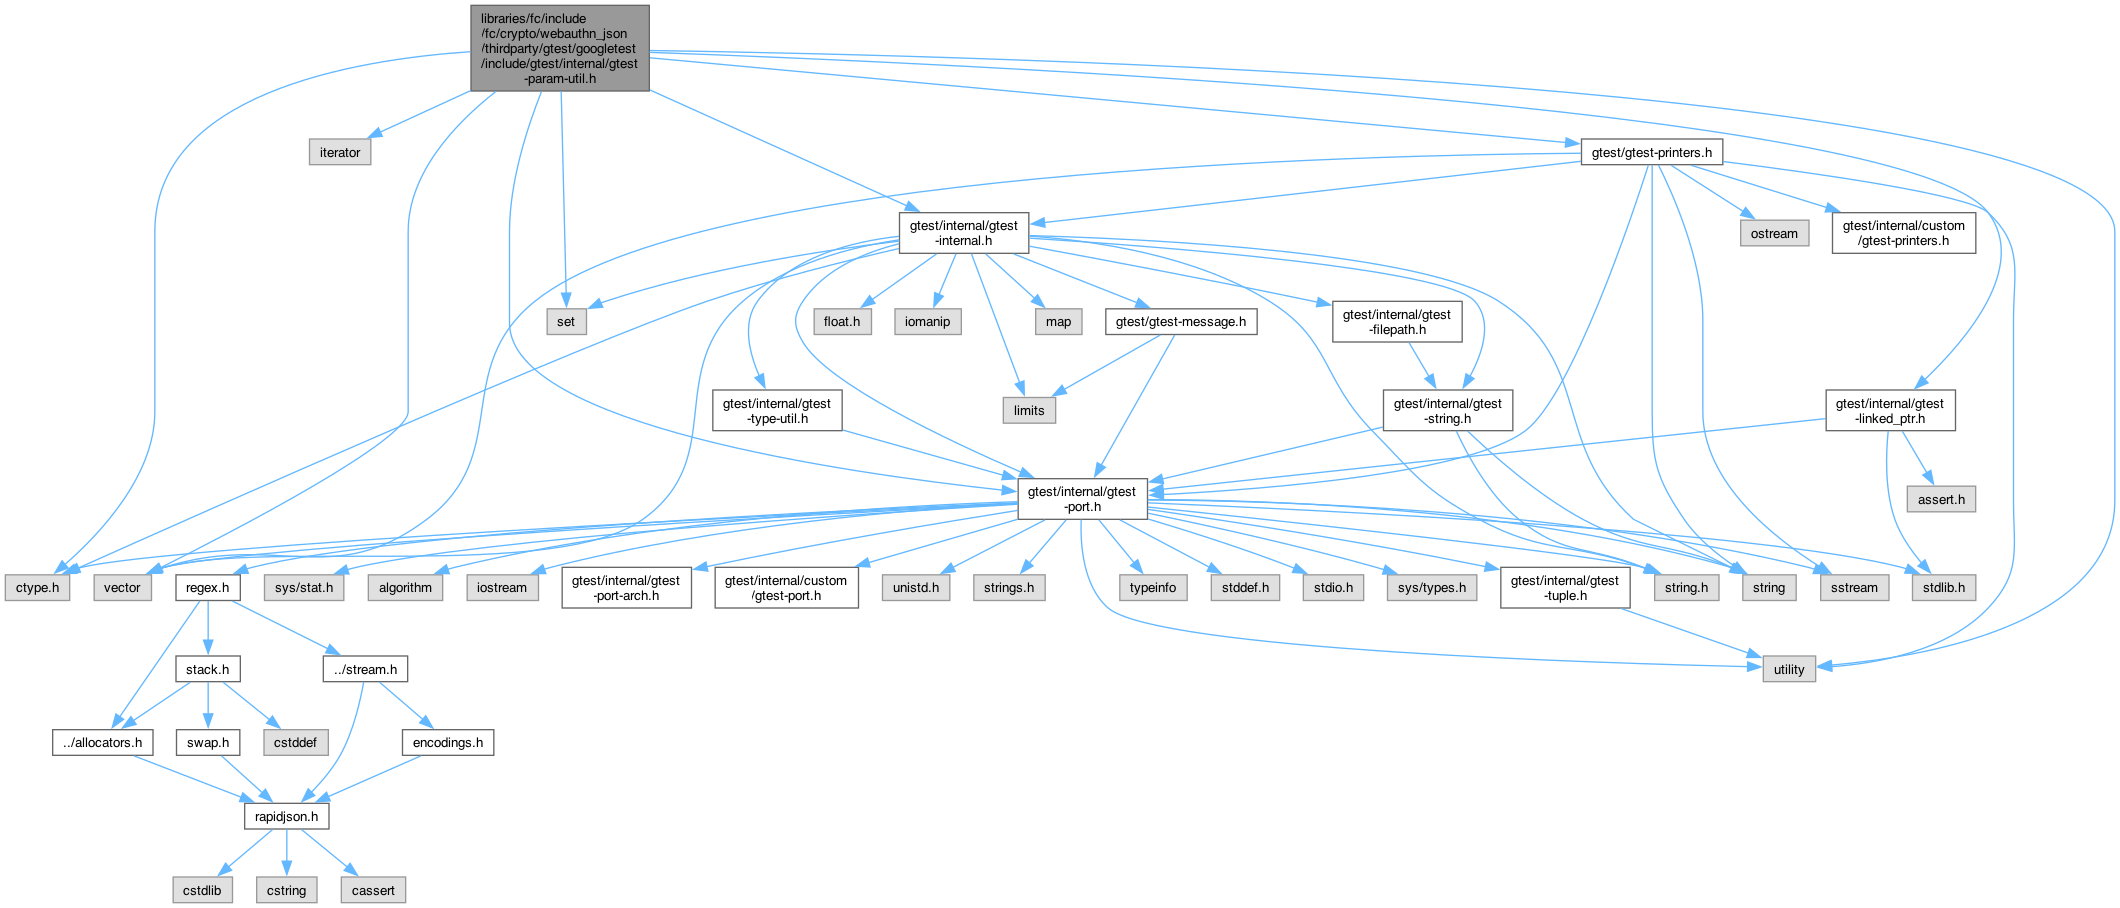 libraries/fc/include
/fc/crypto/webauthn_json
/thirdparty/gtest/googletest
/include/gtest/internal/gtest
-param-util.h
iterator
gtest/gtest-printers.h
gtest/internal/gtest
-internal.h
ostream
gtest/internal/custom
/gtest-printers.h
set
float.h
iomanip
map
gtest/gtest-message.h
gtest/internal/gtest
-filepath.h
gtest/internal/gtest
-type-util.h
limits
gtest/internal/gtest
-string.h
gtest/internal/gtest
-linked_ptr.h
gtest/internal/gtest
-port.h
assert.h
ctype.h
vector
regex.h
sys/stat.h
algorithm
iostream
gtest/internal/gtest
-port-arch.h
gtest/internal/custom
/gtest-port.h
unistd.h
strings.h
typeinfo
stddef.h
stdio.h
sys/types.h
gtest/internal/gtest
-tuple.h
string.h
string
sstream
stdlib.h
stack.h
../stream.h
utility
../allocators.h
swap.h
cstddef
encodings.h
rapidjson.h
cstdlib
cstring
cassert